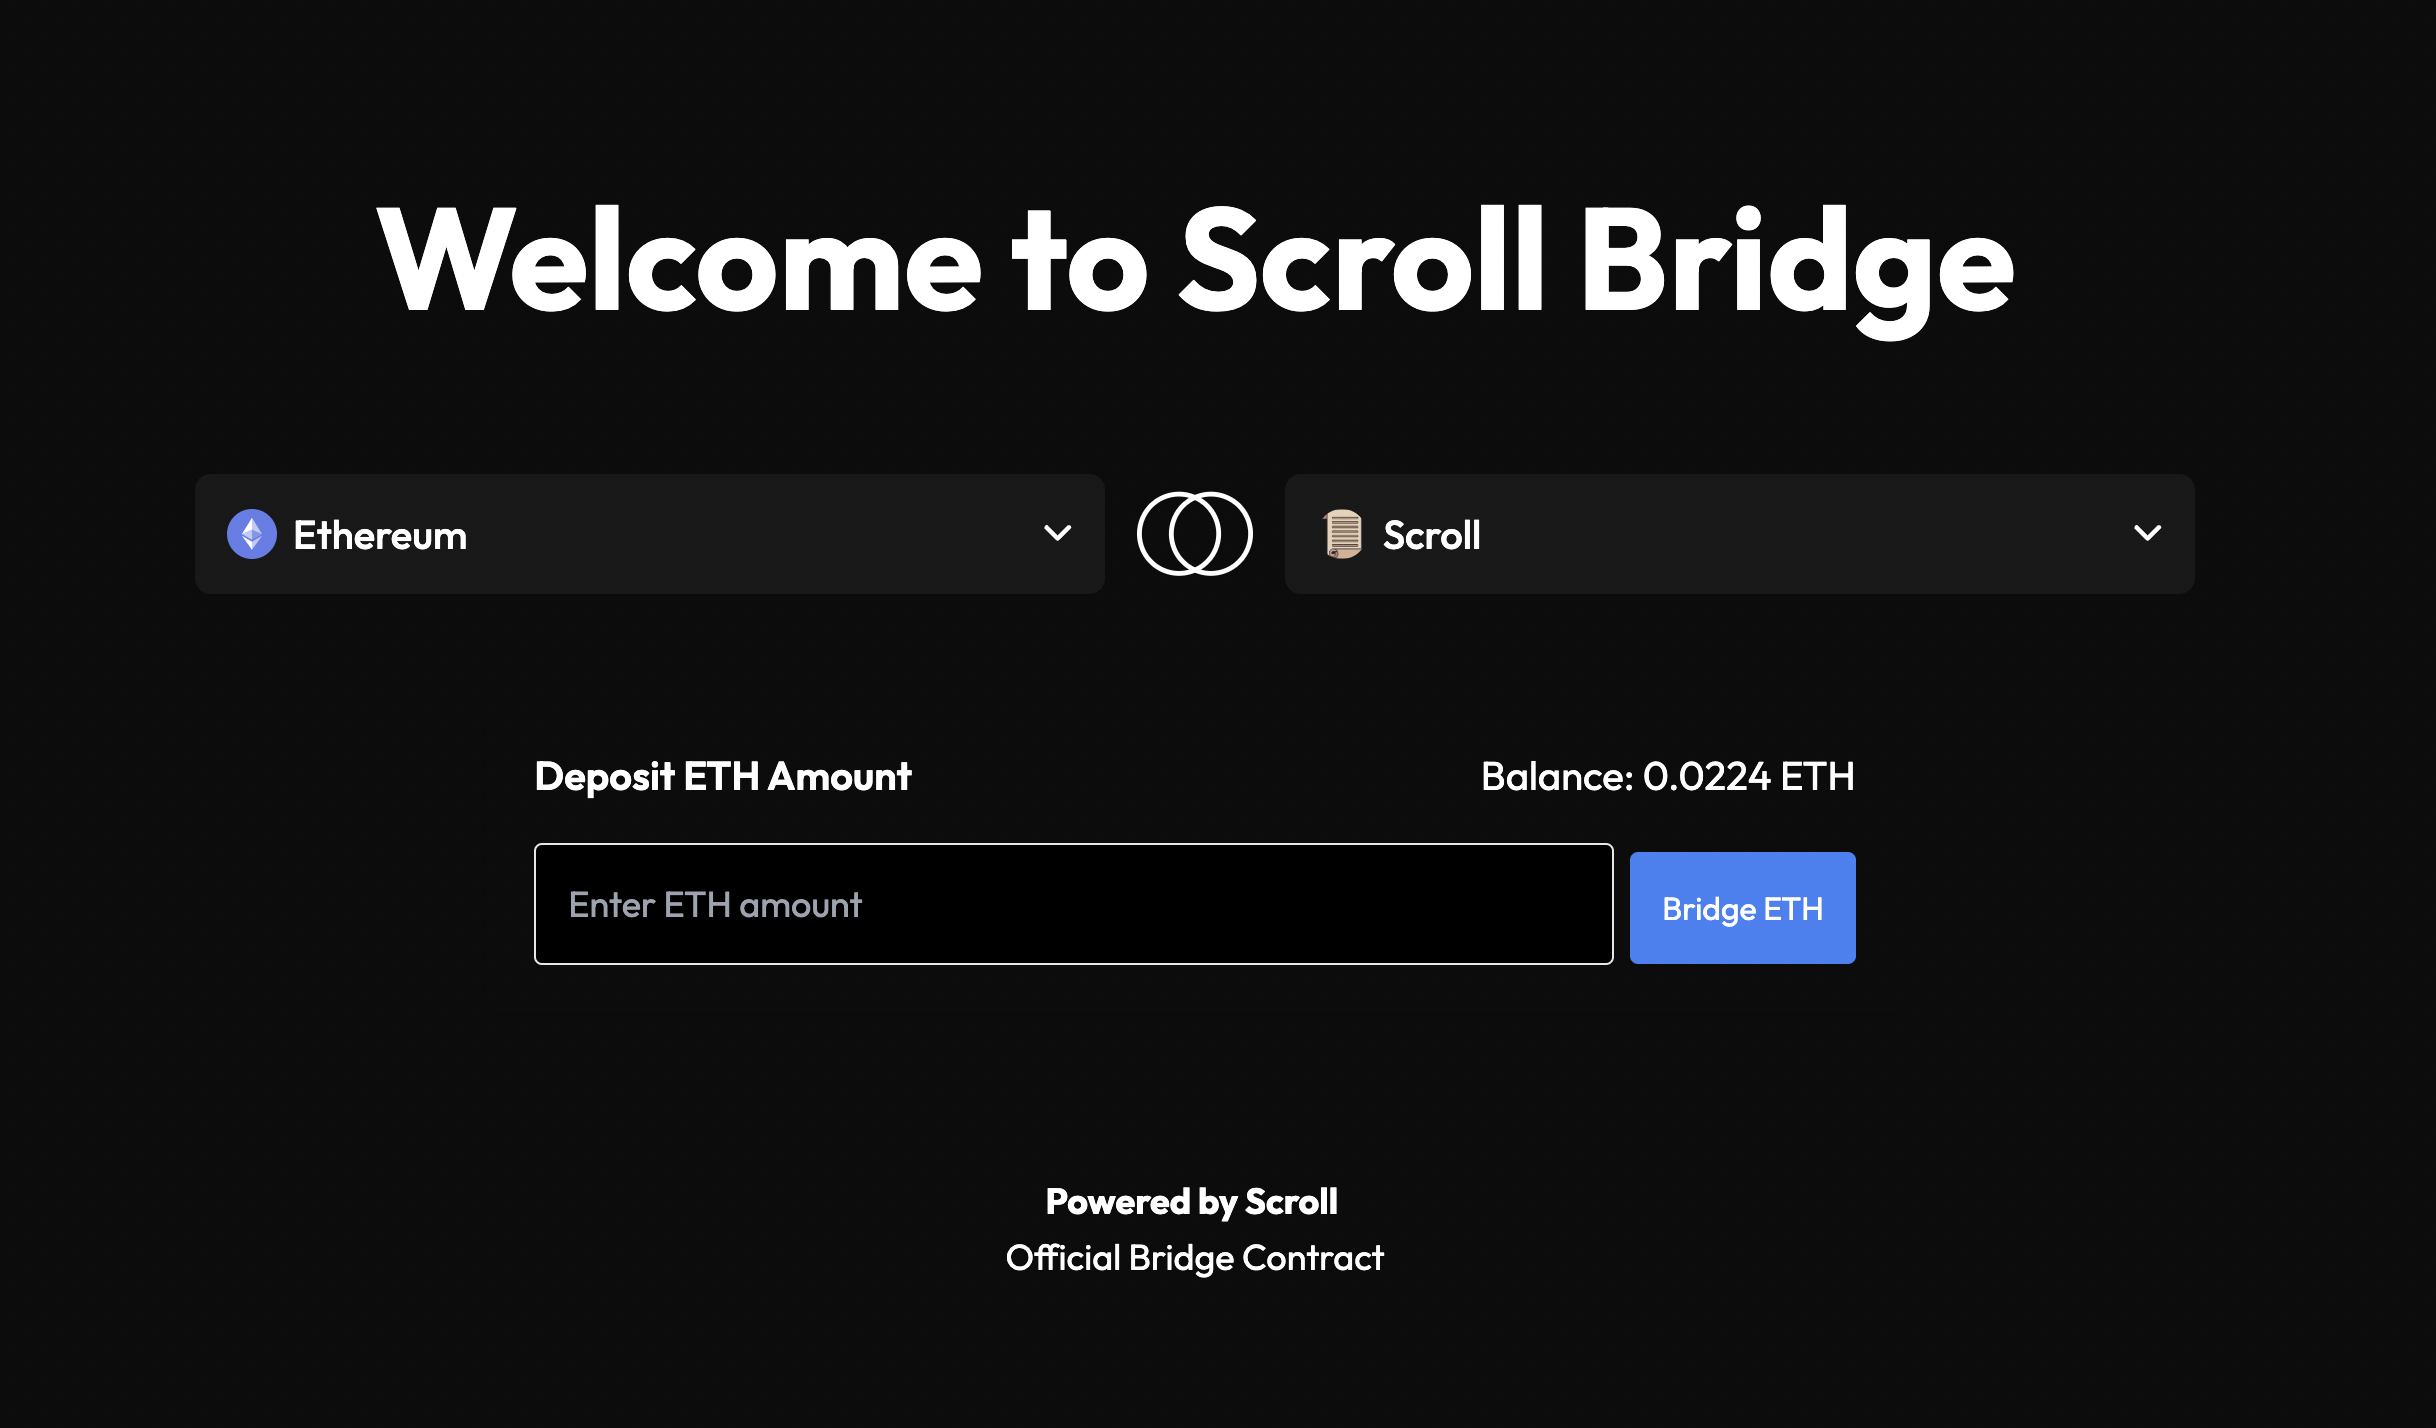 Welcome to Scroll Bridge
Ethereum
Scroll
Deposit ETH Amount
Balance: 0.0224 ETH
Enter ETH amount
Bridge ETH
Powered by Scroll
Official Bridge Contract